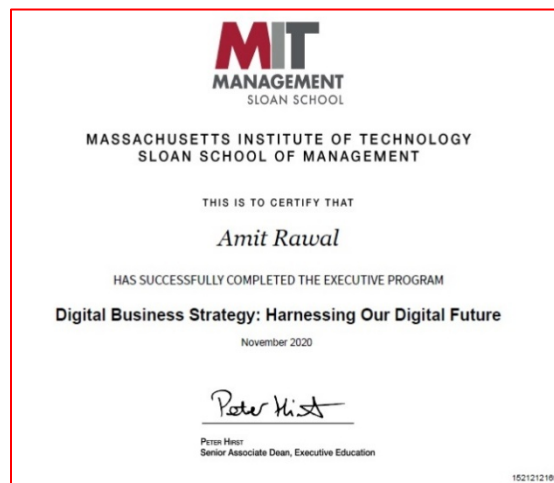 MIT
MANAGEMENT
SLOAN SCHOOL
MASSACHUSETTS INSTITUTE OF TECHNOLOGY
SLOAN SCHOOL OF MANAGEMENT
THIS IS TO CERTIFY THAT
Amit Rawal
HAS SUCCESSFULLY COMPLETED THE EXECUTIVE PROGRAM
Digital Business Strategy: Harnessing Our Digital Future
November 2020
Peter Hirst
PETER HIRST
Senior Associate Dean, Executive Education